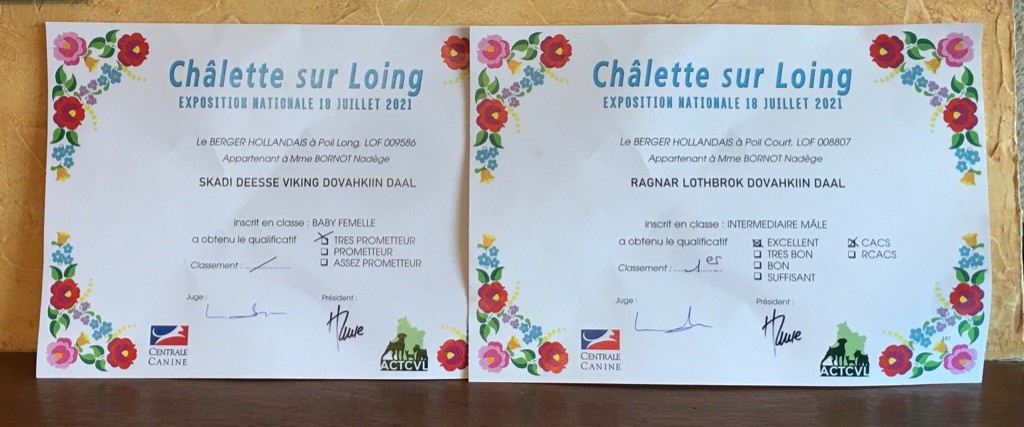 Châlette sur Loing
EXPOSITION NATIONALE 18 JUILLET 2021
Le BERGER HOLLANDAIS à Poil Long, LOF 009586
Appartenant à Mme BORNOT Nadège
SKADI DEESSE VIKING DOVAHKIIN DAAL
inscrit en classe : BABY FEMELLE
a obtenu le qualificatif
TRES PROMETTEUR
PROMETTEUR
ASSEZ PROMETTEUR
Classement :
Juge :
Président :
CENTRALE
CANINE
ACTCVL
Châlette sur Loing
EXPOSITION NATIONALE 18 JUILLET 2021
Le BERGER HOLLANDAIS à Poil Court, LOF 008807
Appartenant à Mme BORNOT Nadège
RAGNAR LOTHBROK DOVAHKIIN DAAL
inscrit en classe : INTERMEDIAIRE MÂLE
a obtenu le qualificatif
EXCELLENT
CACS
TRES BON
RCACS
BON
SUFFISANT
Classement : 1er
Juge :
Président :
CENTRALE
CANINE
ACTCVL